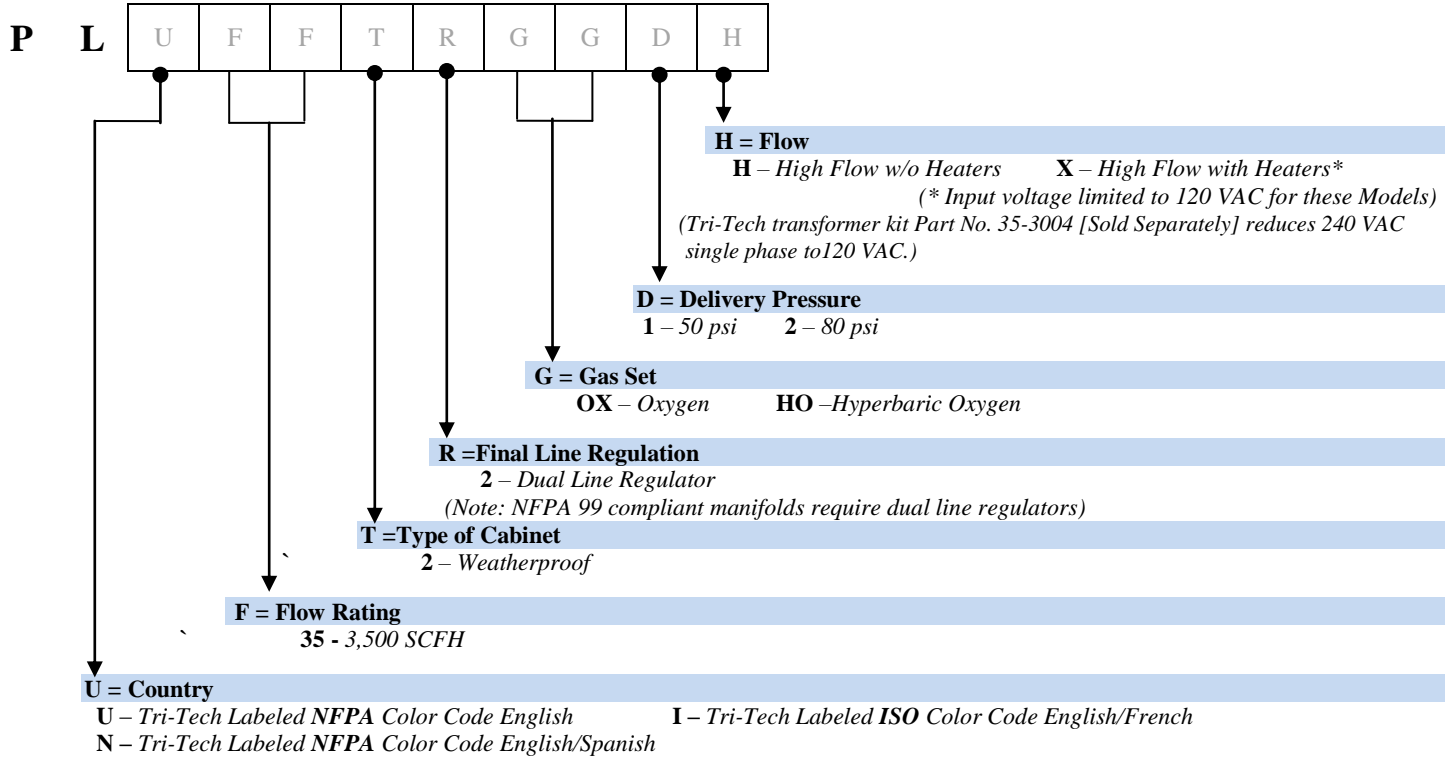 P L U F F T R G G D H
H = Flow
H – High Flow w/o Heaters X – High Flow with Heaters*
(* Input voltage limited to 120 VAC for these Models)
(Tri-Tech transformer kit Part No. 35-3004 [Sold Separately] reduces 240 VAC
single phase to120 VAC.)
D = Delivery Pressure
1 – 50 psi 2 – 80 psi
G = Gas Set
OX – Oxygen HO –Hyperbaric Oxygen
R =Final Line Regulation
2 – Dual Line Regulator
(Note: NFPA 99 compliant manifolds require dual line regulators)
T =Type of Cabinet
` 2 – Weatherproof
F = Flow Rating
` 35 - 3,500 SCFH
U = Country
U – Tri-Tech Labeled NFPA Color Code English I – Tri-Tech Labeled ISO Color Code English/French
N – Tri-Tech Labeled NFPA Color Code English/Spanish